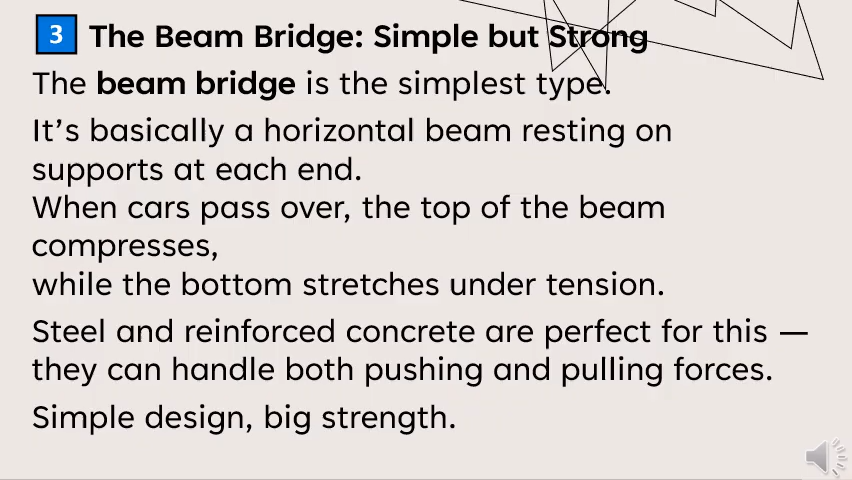 3 The Beam Bridge: Simple but Strong
The beam bridge is the simplest type.
It’s basically a horizontal beam resting on
supports at each end.
When cars pass over, the top of the beam
compresses,
while the bottom stretches under tension.
Steel and reinforced concrete are perfect for this —
they can handle both pushing and pulling forces.
Simple design, big strength.